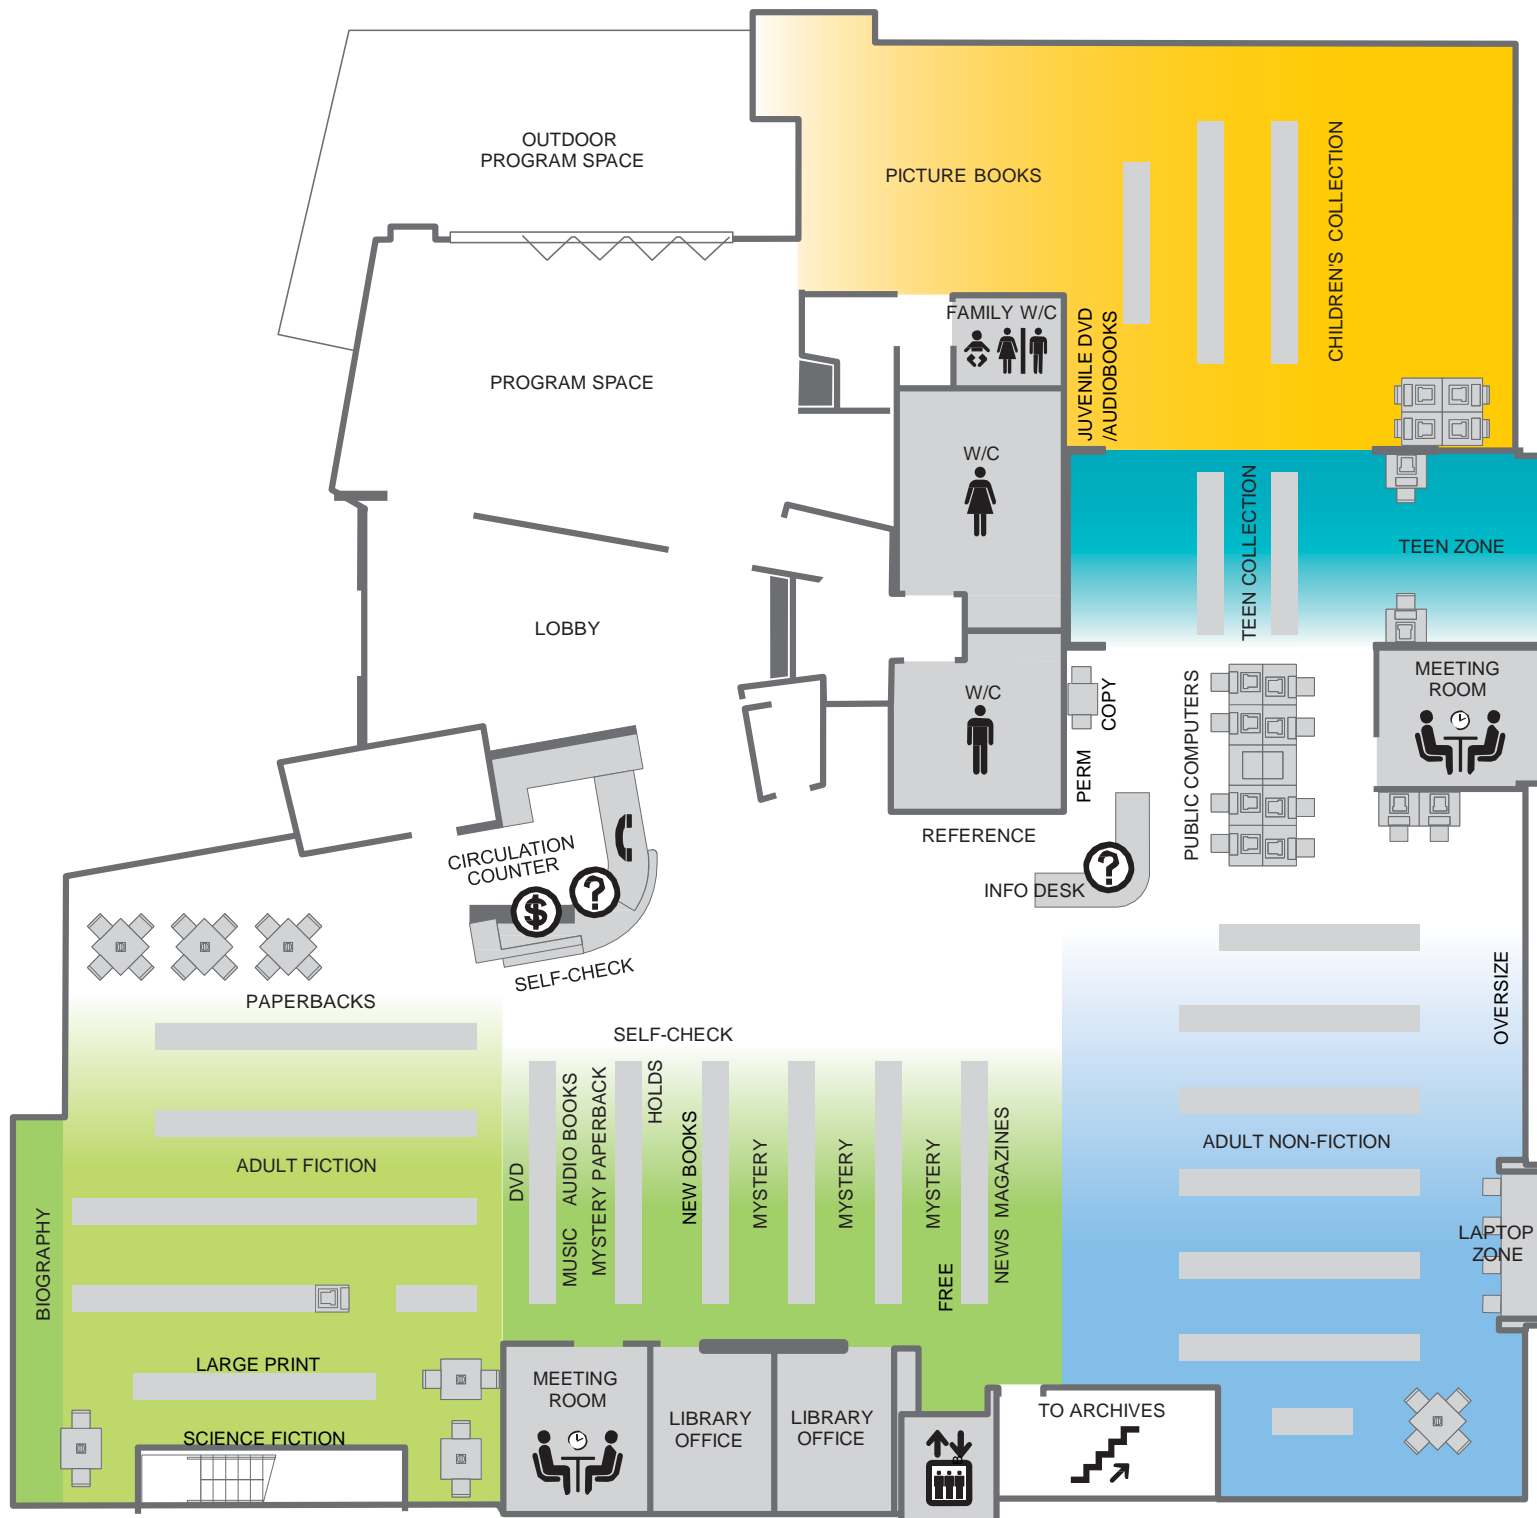 OUTDOOR
PROGRAM SPACE
PICTURE BOOKS
CHILDREN'S COLLECTION
FAMILY W/C
JUVENILE DVD
/AUDIOBOOKS
PROGRAM SPACE
W/C
TEEN COLLECTION
TEEN ZONE
LOBBY
W/C
PERM
COPY
PUBLIC COMPUTERS
MEETING
ROOM
CIRCULATION
COUNTER
$
?
REFERENCE
INFO DESK
?
SELF-CHECK
PAPERBACKS
SELF-CHECK
OVERSIZE
ADULT FICTION
DVD
MUSIC AUDIO BOOKS
MYSTERY PAPERBACK
HOLDS
NEW BOOKS
MYSTERY
MYSTERY
MYSTERY
FREE
NEWS MAGAZINES
ADULT NON-FICTION
BIOGRAPHY
LAPTOP
ZONE
LARGE PRINT
SCIENCE FICTION
MEETING
ROOM
LIBRARY
OFFICE
LIBRARY
OFFICE
TO ARCHIVES